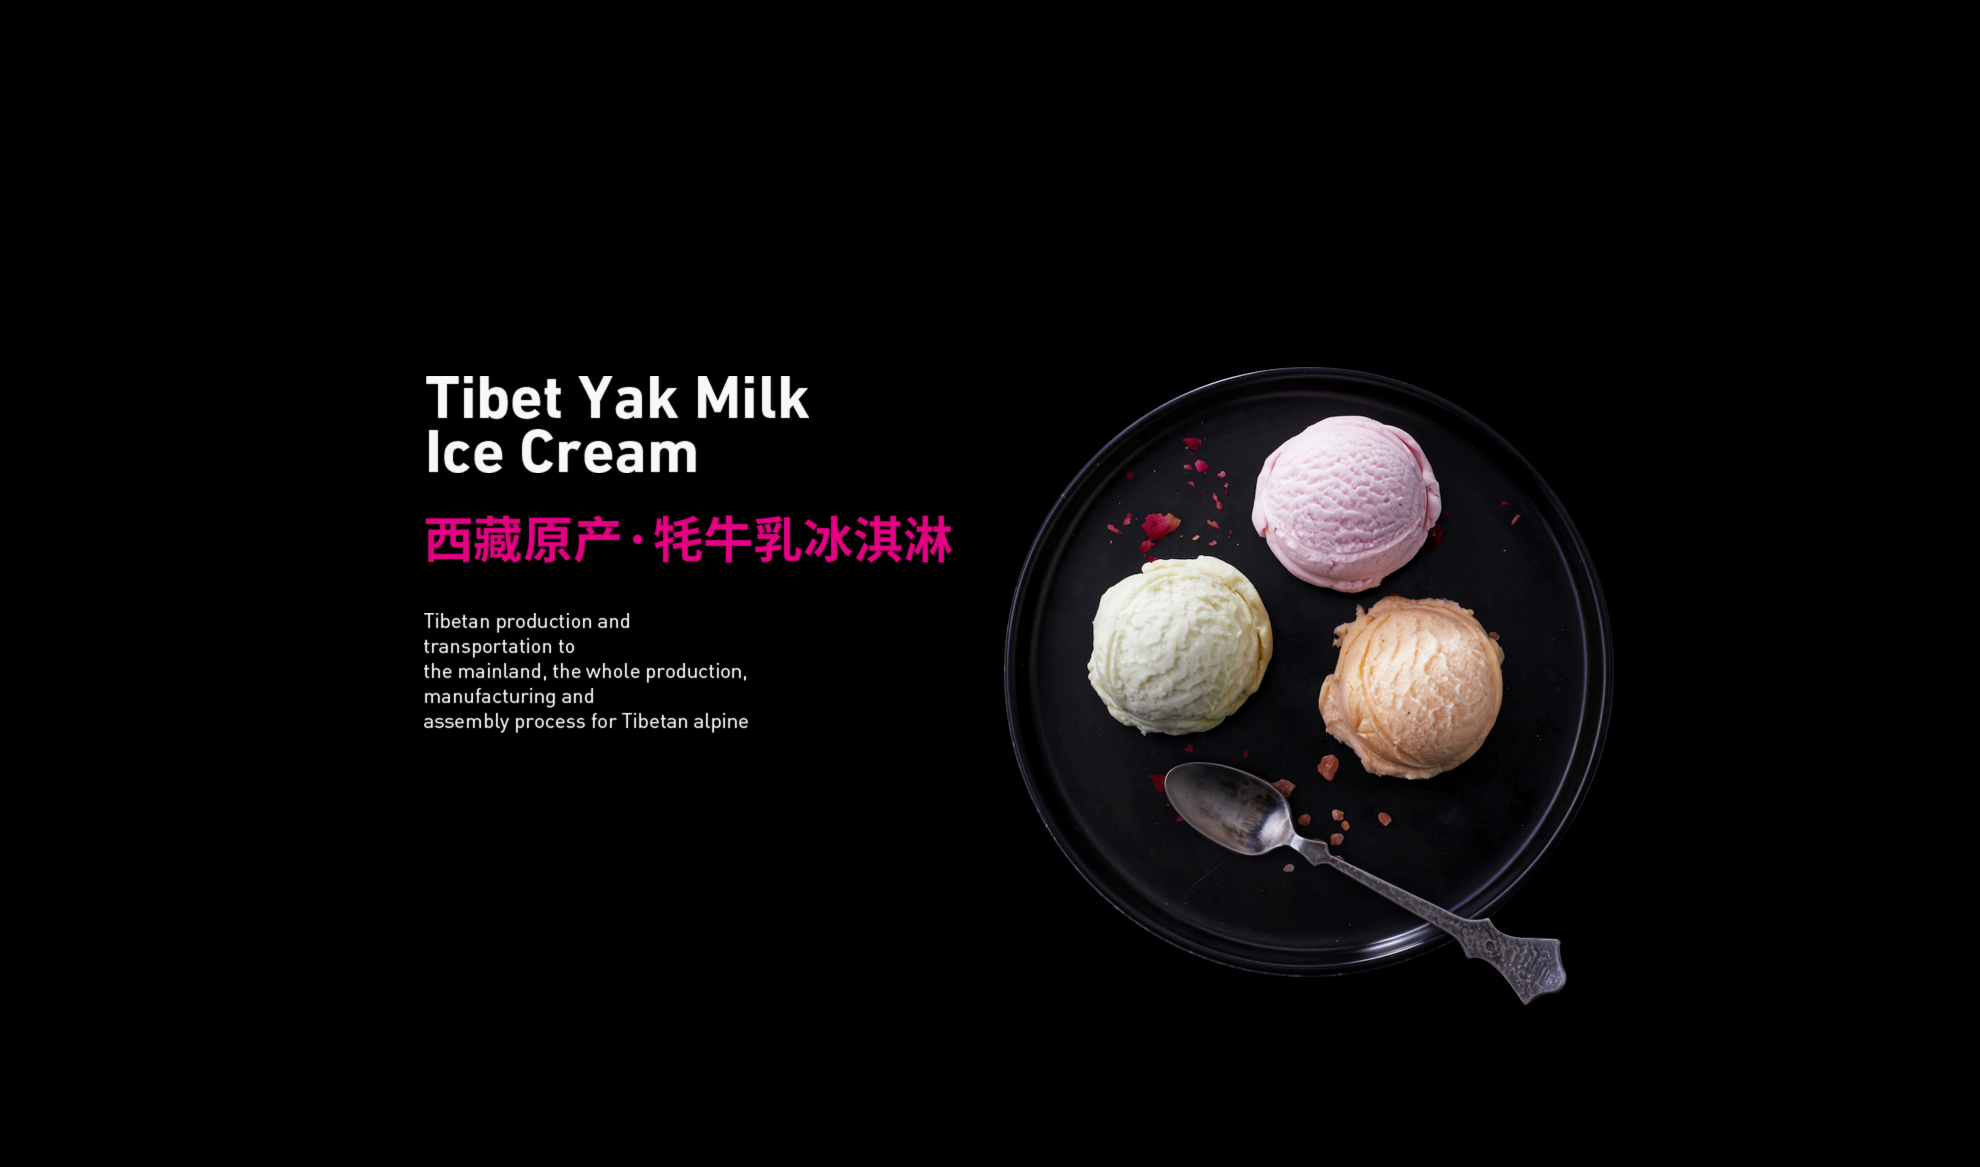 Tibet Yak Milk
Ice Cream
西藏原产·牦牛乳冰淇淋
Tibetan production and
transportation to
the mainland, the whole production,
manufacturing and
assembly process for Tibetan alpine